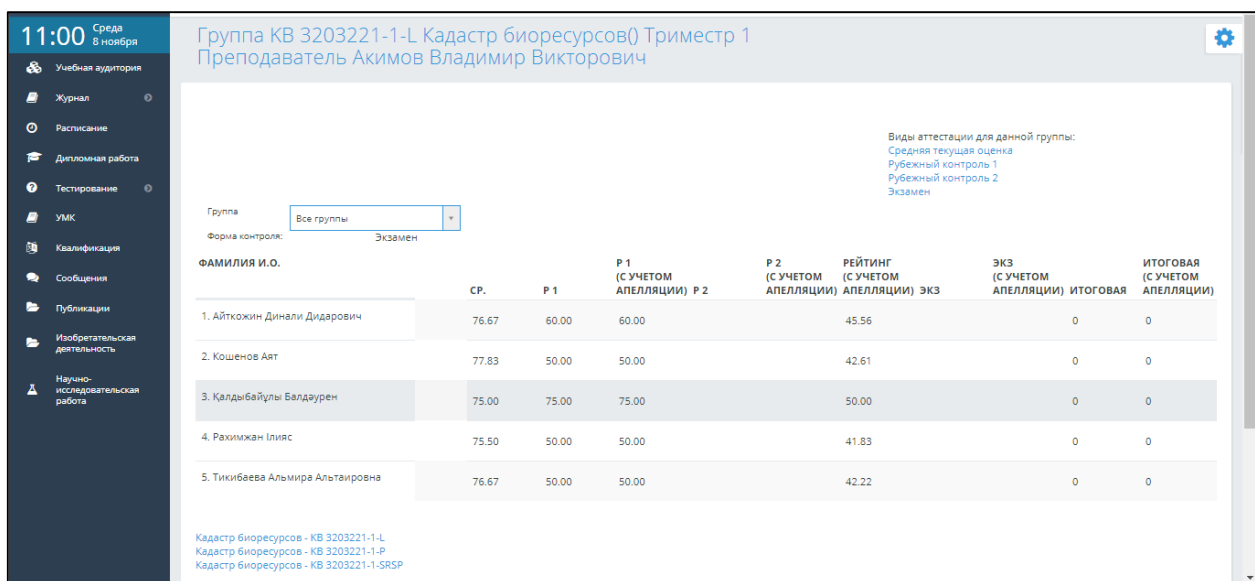 11:00 Среда
8 ноября
Учебная аудитория
Журнал
Расписание
Дипломная работа
Тестирование
УМК
Квалификация
Сообщения
Публикации
Изобретательская
деятельность
Научно-
исследовательская
работа
Группа KB 3203221-1-L Кадастр биоресурсов() Триместр 1
Преподаватель Акимов Владимир Викторович
Виды аттестации для данной группы:
Средняя текущая оценка
Рубежный контроль 1
Рубежный контроль 2
Экзамен
Группа Все группы
Форма контроля: Экзамен
ФАМИЛИЯ И.О. Р 1 Р 2 РЕЙТИНГ ЭКЗ ИТОГОВАЯ
(С УЧЕТОМ (С УЧЕТОМ (С УЧЕТОМ (С УЧЕТОМ (С УЧЕТОМ
СР. Р 1 АПЕЛЛЯЦИИ) Р 2 АПЕЛЛЯЦИИ) АПЕЛЛЯЦИИ) ЭКЗ АПЕЛЛЯЦИИ) ИТОГОВАЯ АПЕЛЛЯЦИИ)
1. Айткожин Динали Дидарович 76.67 60.00 60.00 45.56 0 0
2. Кошенов Аят 77.83 50.00 50.00 42.61 0 0
3. Қалдыбайұлы Балдәурен 75.00 75.00 75.00 50.00 0 0
4. Рахимжан Ілияс 75.50 50.00 50.00 41.83 0 0
5. Тикибаева Альмира Альтаировна 76.67 50.00 50.00 42.22 0 0
Кадастр биоресурсов - KB 3203221-1-L
Кадастр биоресурсов - KB 3203221-1-P
Кадастр биоресурсов - KB 3203221-1-SRSP